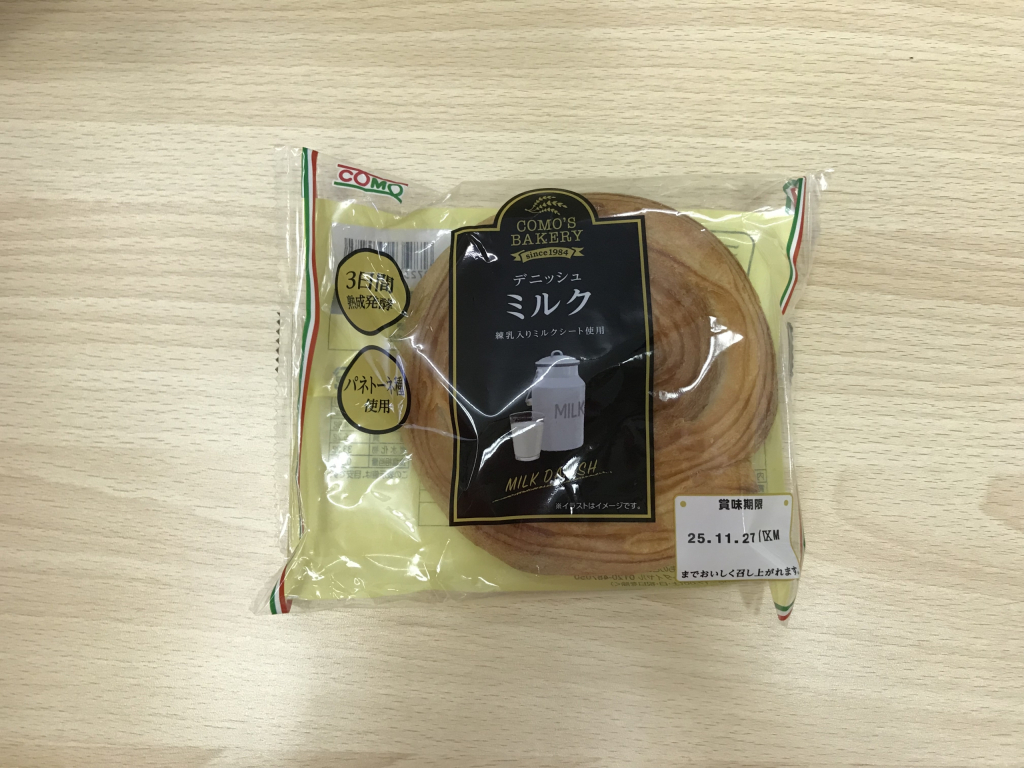 COMO
COMO'S
BAKERY
since1984
デニッシュ
ミルク
練乳入りミルクシート使用
3日間
熟成発酵
パネトーネ種
使用
MILK
MILK DANISH
※イラストはイメージです。
賞味期限
25.11.27
までおいしく召し上がれます。